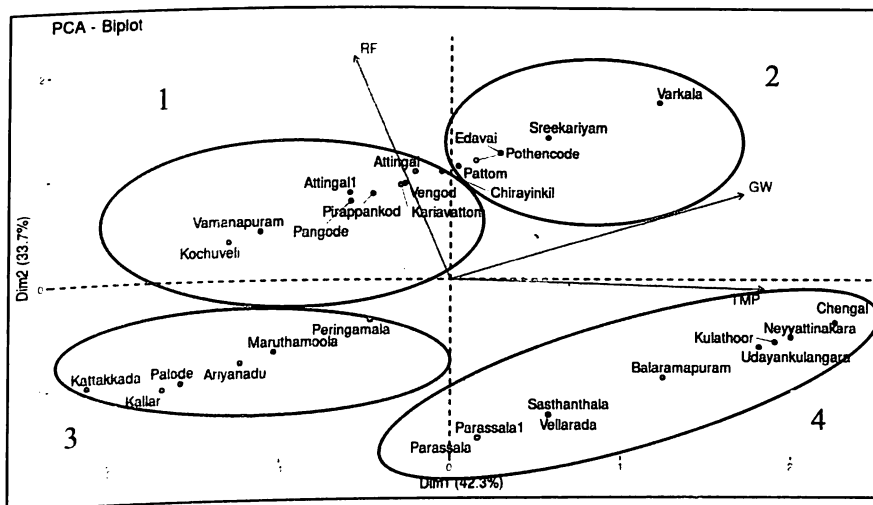 PCA - Biplot
RF
1
2
2
Varkala
Sreekariyam
Edavai
Pothencode
Pattom
Chirayinkil
GW
Attingal
Attingal1
Vengod
Pirappankod
Kariavattom
Pangode
Vamanapuram
Kochuveli
Dim2 (33.7%)
0
TMP
Chengal
Neyyattinakara
Kulathoor
Udayankulangara
Balaramapuram
Sasthanthala
Vellarada
Parassala1
Parassala
Peringamala
Maruthamoola
Ariyanadu
Palode
Kattakkada
Kallar
3
4
0
1
2
Dim1 (42.3%)